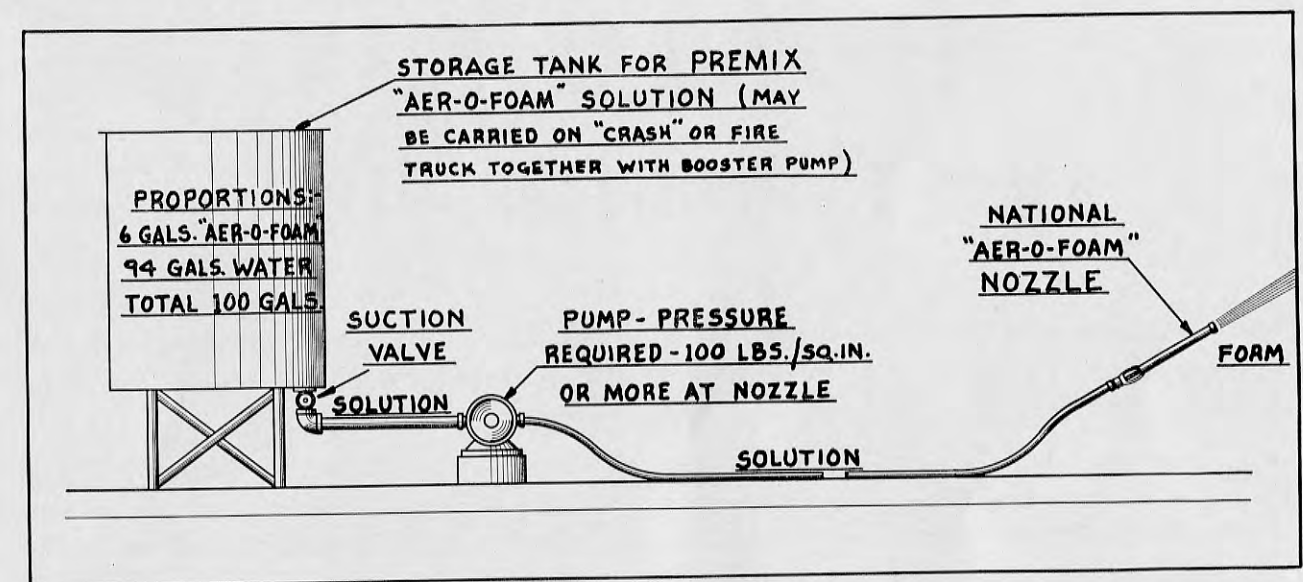 STORAGE TANK FOR PREMIX
"AER-O-FOAM" SOLUTION (MAY
BE CARRIED ON "CRASH" OR FIRE
TRUCK TOGETHER WITH BOOSTER PUMP)
PROPORTIONS:-
6 GALS. "AER-O-FOAM"
94 GALS. WATER
TOTAL 100 GALS.
SUCTION
VALVE
SOLUTION
PUMP - PRESSURE
REQUIRED - 100 LBS./SQ.IN.
OR MORE AT NOZZLE
SOLUTION
NATIONAL
"AER-O-FOAM"
NOZZLE
FOAM